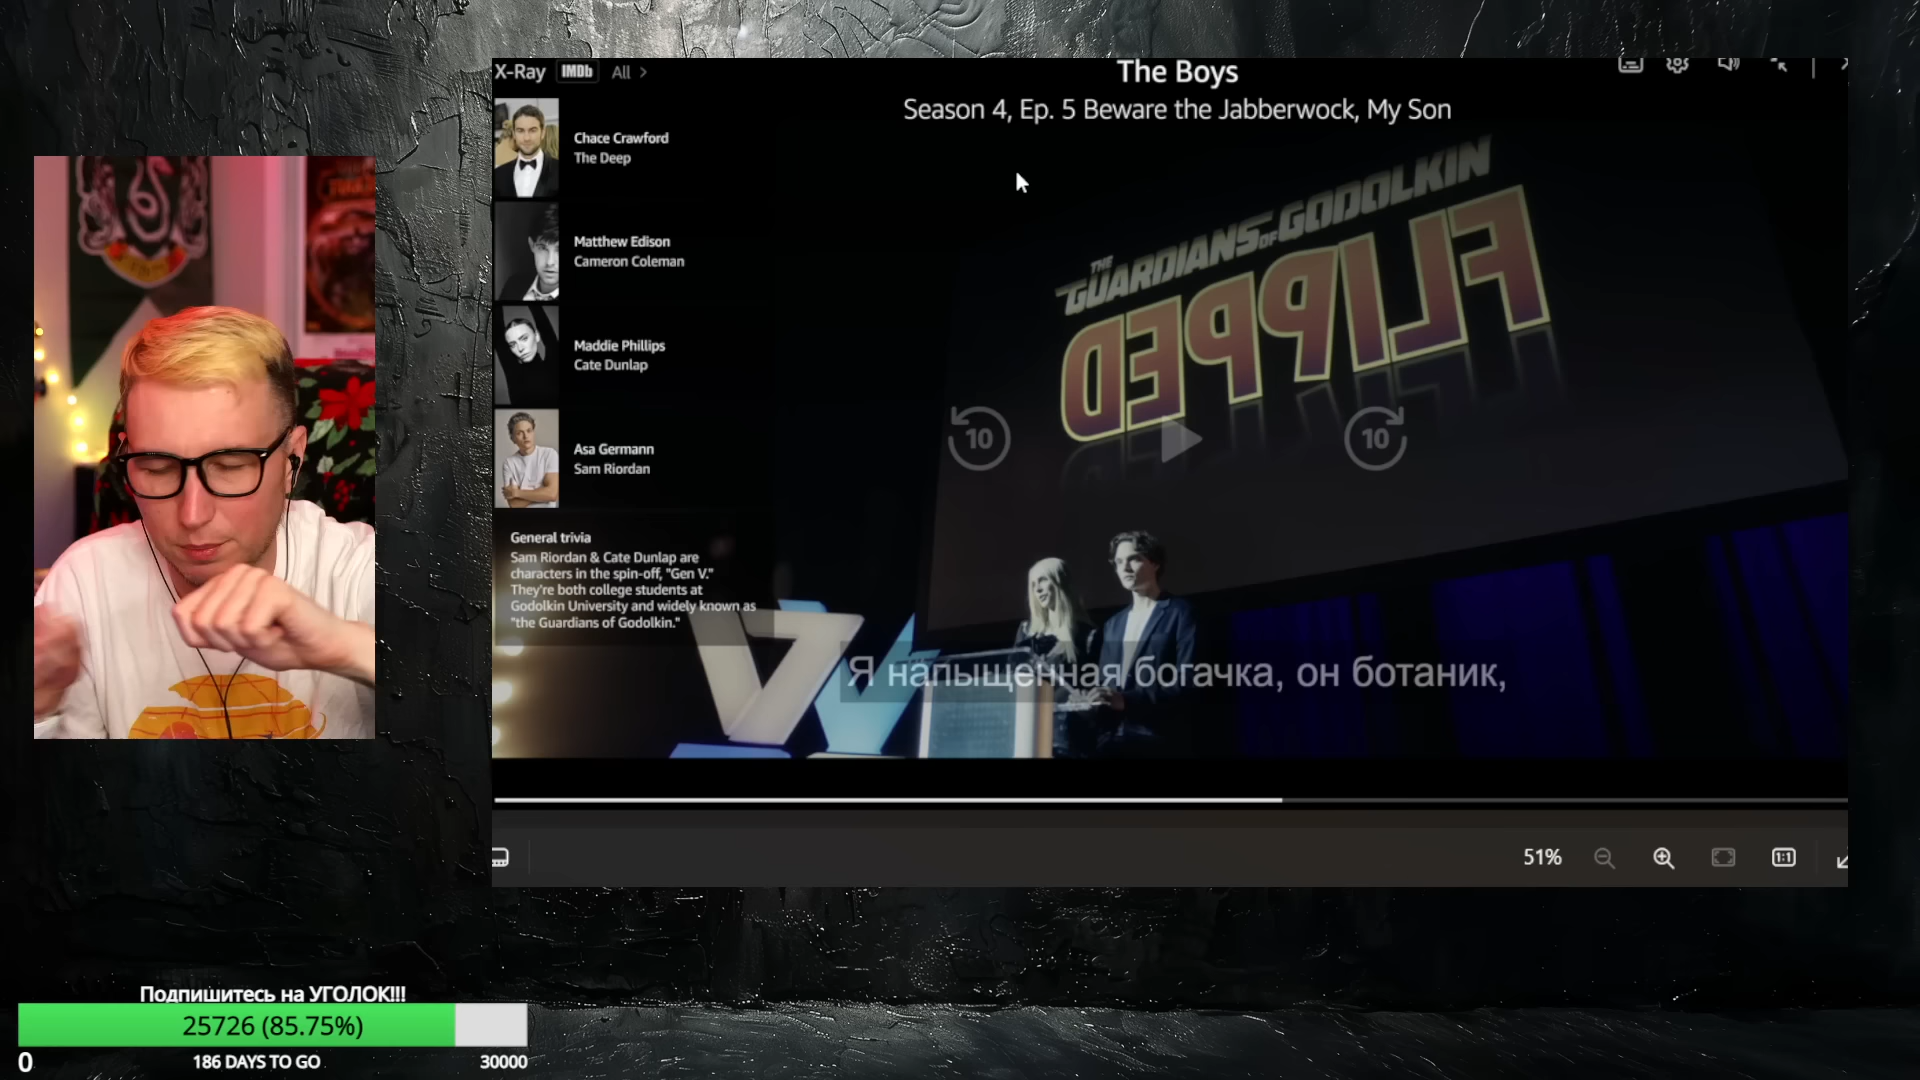 X-Ray IMDb All
The Boys
Season 4, Ep. 5 Beware the Jabberwock, My Son
Chace Crawford
The Deep
Matthew Edison
Cameron Coleman
Maddie Phillips
Cate Dunlap
Asa Germann
Sam Riordan
General trivia
Sam Riordan & Cate Dunlap are
characters in the spin-off, "Gen V."
They're both college students at
Godolkin University and widely known as
"the Guardians of Godolkin."
THE
GUARDIANS OF GODOLKIN
FLIPPED
10
10
Я напыщенная богачка, он ботаник,
51%
1:1
Подпишитесь на УГОЛОК!!!
25726 (85.75%)
0
186 DAYS TO GO
30000